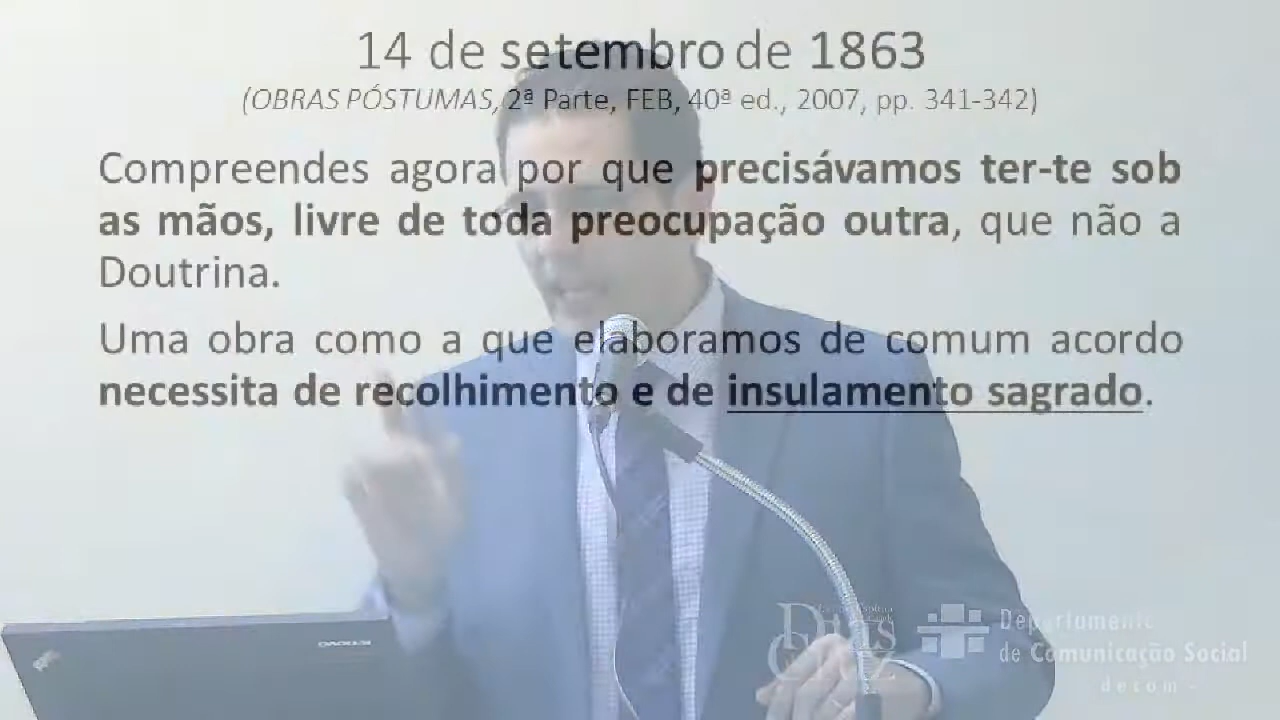 14 de setembro de 1863
(OBRAS PÓSTUMAS, 2ª Parte, FEB, 40ª ed., 2007, pp. 341-342)
Compreendes agora por que precisávamos ter-te sob
as mãos, livre de toda preocupação outra, que não a
Doutrina.
Uma obra como a que elaboramos de comum acordo
necessita de recolhimento e de insulamento sagrado.
lenovo
Departamento
de Comunicação Social
decom